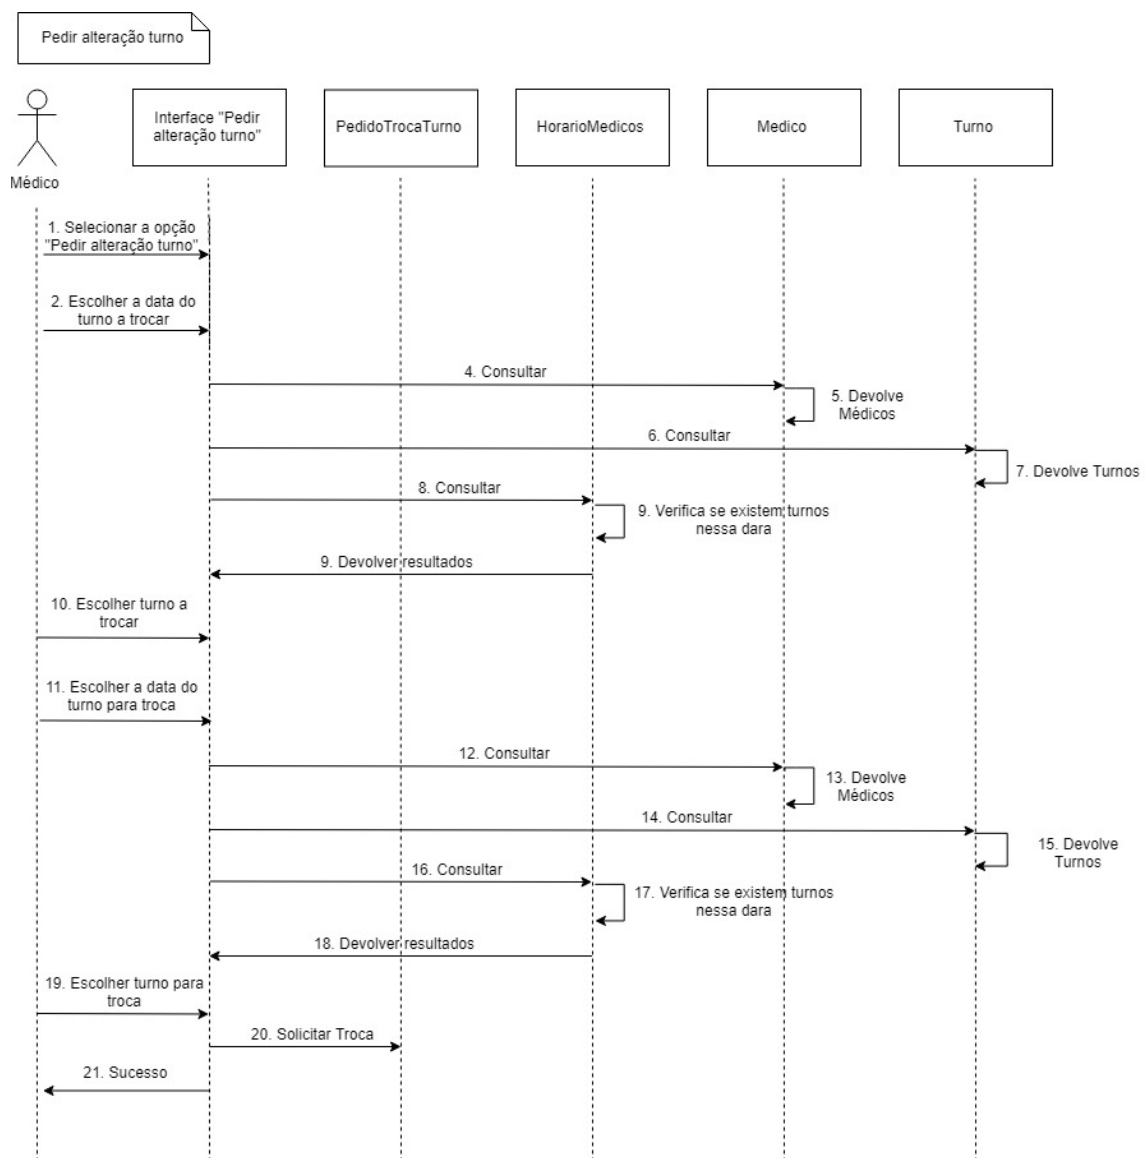 Pedir alteração turno
Interface "Pedir
alteração turno"
PedidoTrocaTurno
HorarioMedicos
Medico
Turno
Médico
1. Selecionar a opção
"Pedir alteração turno"
2. Escolher a data do
turno a trocar
4. Consultar
5. Devolve
Médicos
6. Consultar
7. Devolve Turnos
8. Consultar
9. Verifica se existem turnos
nessa dara
9. Devolver resultados
10. Escolher turno a
trocar
11. Escolher a data do
turno para troca
12. Consultar
13. Devolve
Médicos
14. Consultar
15. Devolve
Turnos
16. Consultar
17. Verifica se existem turnos
nessa dara
18. Devolver resultados
19. Escolher turno para
troca
20. Solicitar Troca
21. Sucesso